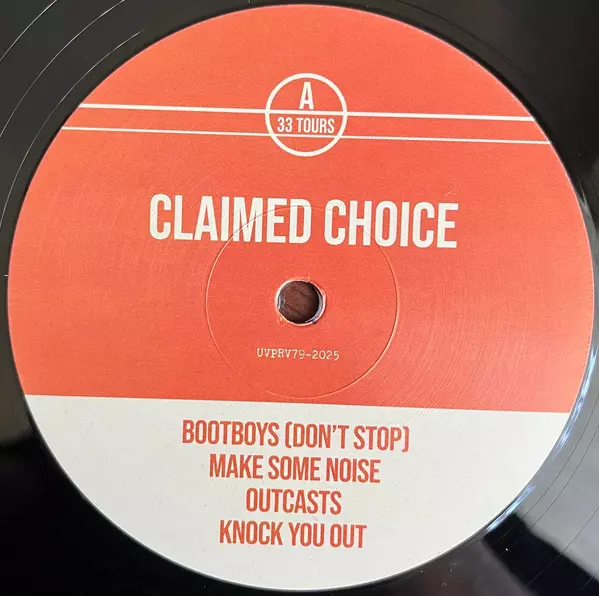 A
33 TOURS
CLAIMED CHOICE
UVPRV79-2025
BOOTBOYS (DON'T STOP)
MAKE SOME NOISE
OUTCASTS
KNOCK YOU OUT